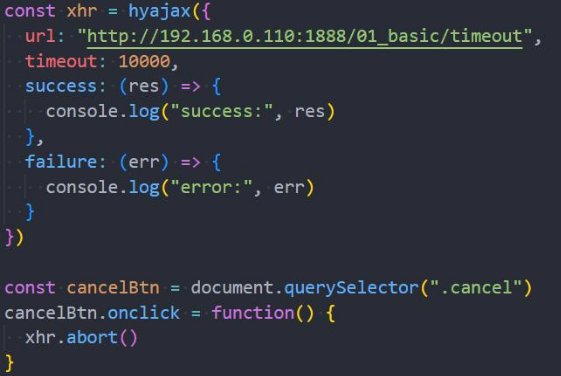 const xhr = hyajax({
  url: "http://192.168.0.110:1888/01_basic/timeout",
  timeout: 10000,
  success: (res) => {
    console.log("success:", res)
  },
  failure: (err) => {
    console.log("error:", err)
  }
})

const cancelBtn = document.querySelector(".cancel")
cancelBtn.onclick = function() {
  xhr.abort()
}